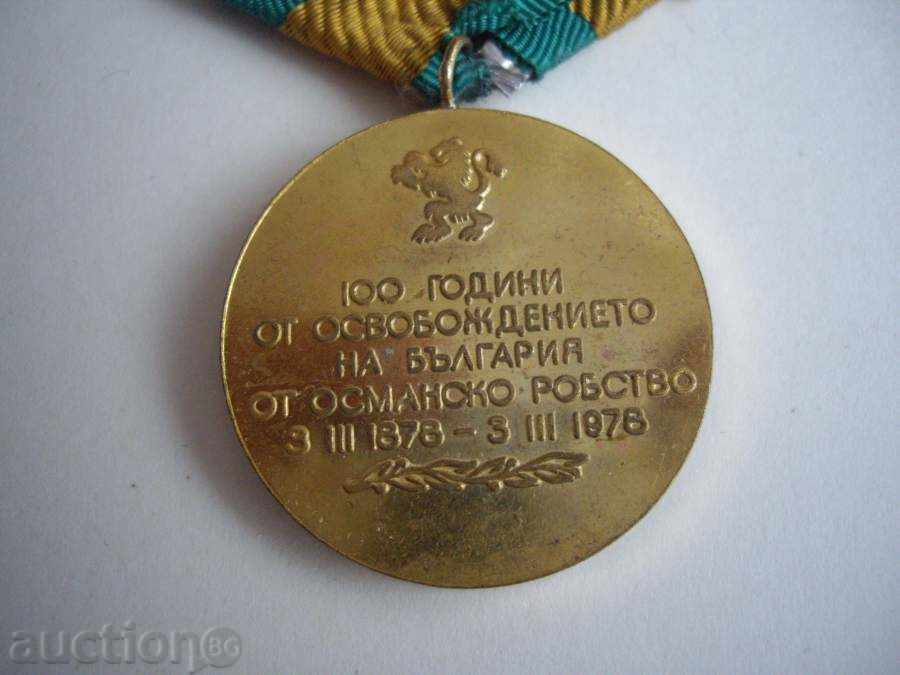 100 ГОДИНИ
ОТ ОСВОБОЖДЕНИЕТО
НА БЪЛГАРИЯ
ОТ ОСМАНСКО РОБСТВО
3 III 1878 – 3 III 1978
auction BG